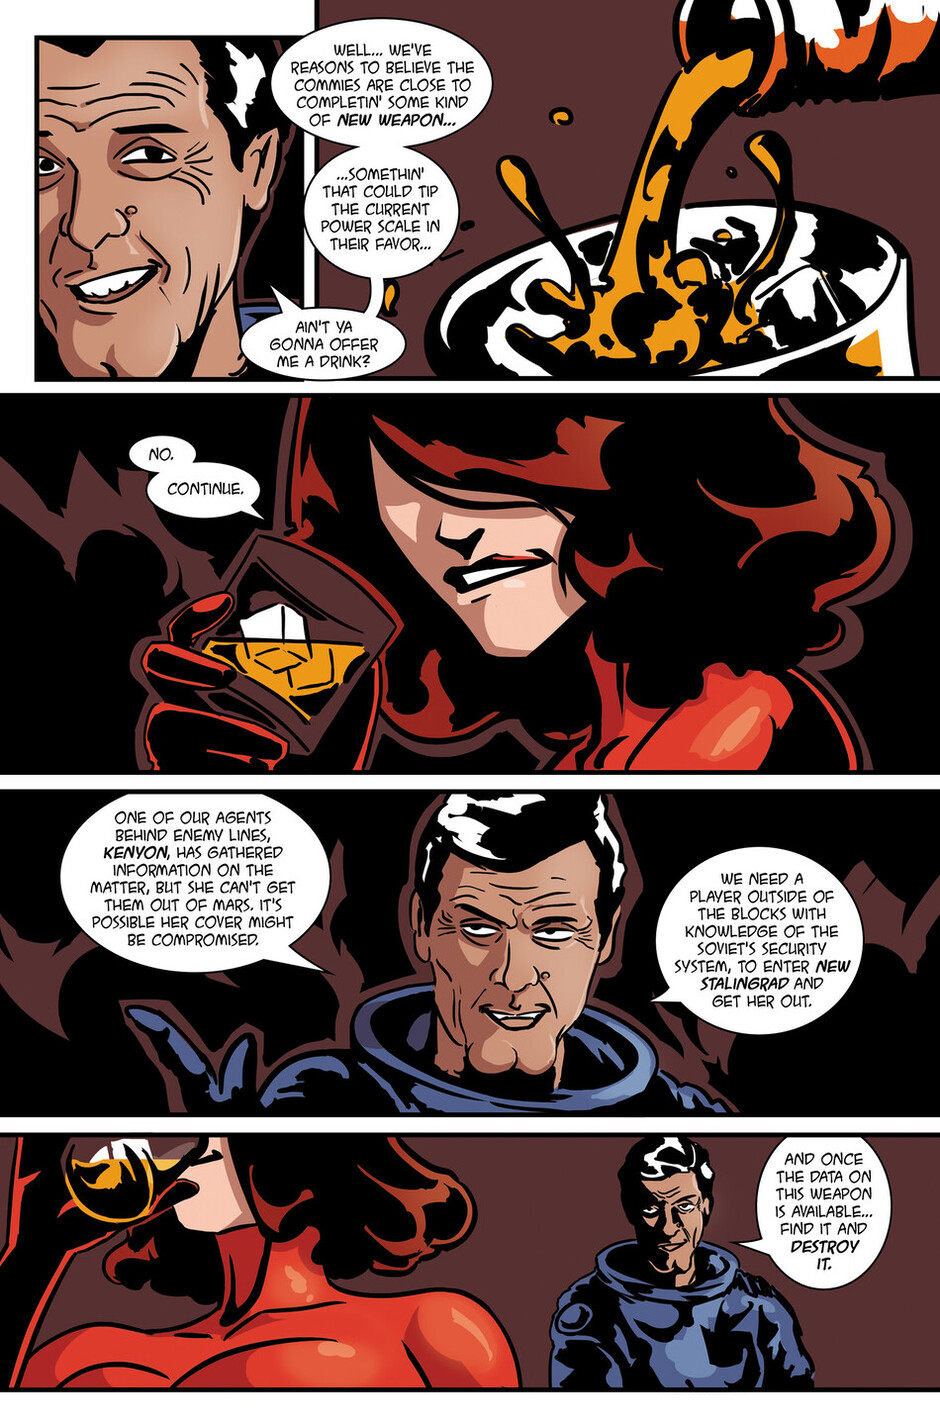 WELL... WE'VE
REASONS TO BELIEVE THE
COMMIES ARE CLOSE TO
COMPLETIN' SOME KIND
OF NEW WEAPON...
...SOMETHIN'
THAT COULD TIP
THE CURRENT
POWER SCALE IN
THEIR FAVOR...
AIN'T YA
GONNA OFFER
ME A DRINK?
NO.
CONTINUE.
ONE OF OUR AGENTS
BEHIND ENEMY LINES,
KENYON, HAS GATHERED
INFORMATION ON THE
MATTER, BUT SHE CAN'T GET
THEM OUT OF MARS. IT'S
POSSIBLE HER COVER MIGHT
BE COMPROMISED.
WE NEED A
PLAYER OUTSIDE OF
THE BLOCKS WITH
KNOWLEDGE OF THE
SOVIET'S SECURITY
SYSTEM, TO ENTER NEW
STALINGRAD AND
GET HER OUT.
AND ONCE
THE DATA ON
THIS WEAPON
IS AVAILABLE...
FIND IT AND
DESTROY
IT.